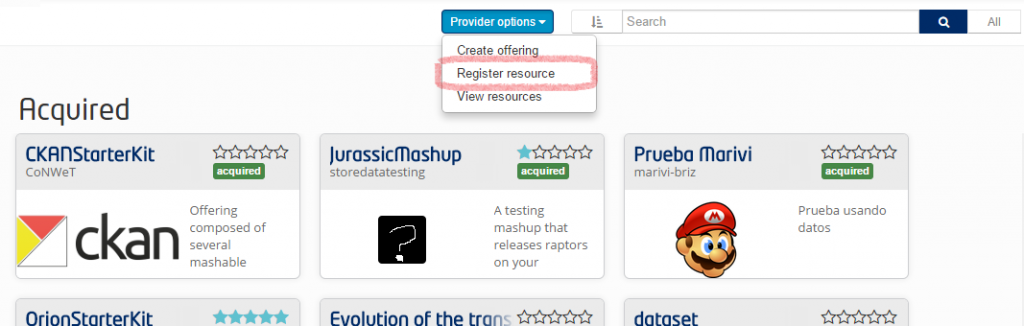 Provider options
Search
All
Create offering
Register resource
View resources
Acquired
CKANStarterKit
CoNWeT
acquired
Offering
composed of
several
mashable
ckan
JurassicMashup
storedatatesting
acquired
?
A testing
mashup that
releases raptors
on your
Prueba Marivi
marivi-briz
acquired
M
Prueba usando
datos
OrionStarterKit
Evolution of the trans
dataset